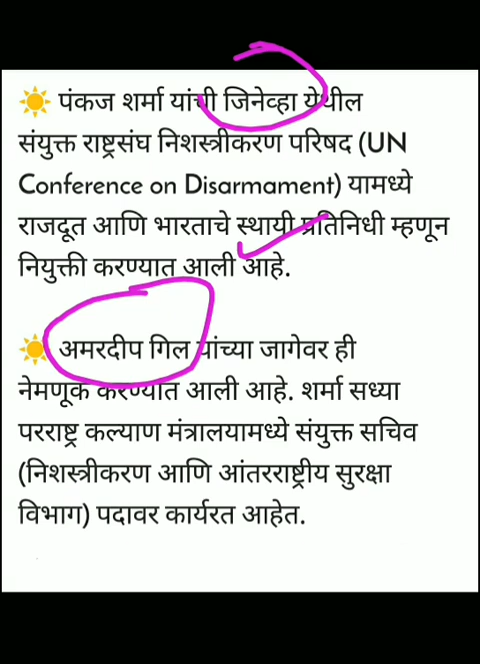 पंकज शर्मा यांची जिनेव्हा येथील
संयुक्त राष्ट्रसंघ निशस्त्रीकरण परिषद (UN
Conference on Disarmament) यामध्ये
राजदूत आणि भारताचे स्थायी प्रतिनिधी म्हणून
नियुक्ती करण्यात आली आहे.
अमरदीप गिल यांच्या जागेवर ही
नेमणूक करण्यात आली आहे. शर्मा सध्या
परराष्ट्र कल्याण मंत्रालयामध्ये संयुक्त सचिव
(निशस्त्रीकरण आणि आंतरराष्ट्रीय सुरक्षा
विभाग) पदावर कार्यरत आहेत.